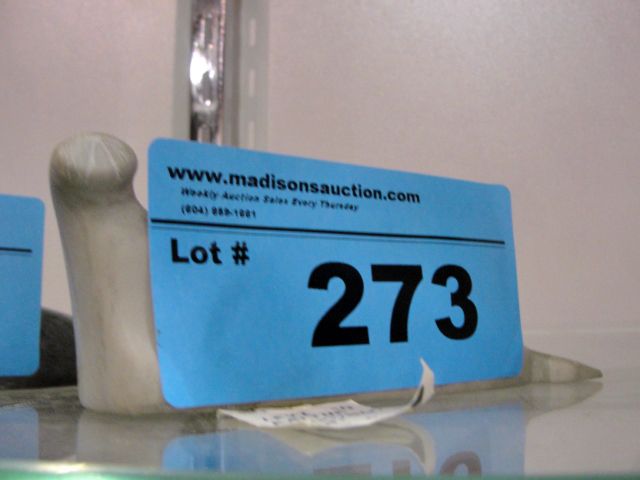 www.madisonsauction.com
Weekly Auction Sales Every Thursday
Lot #
273